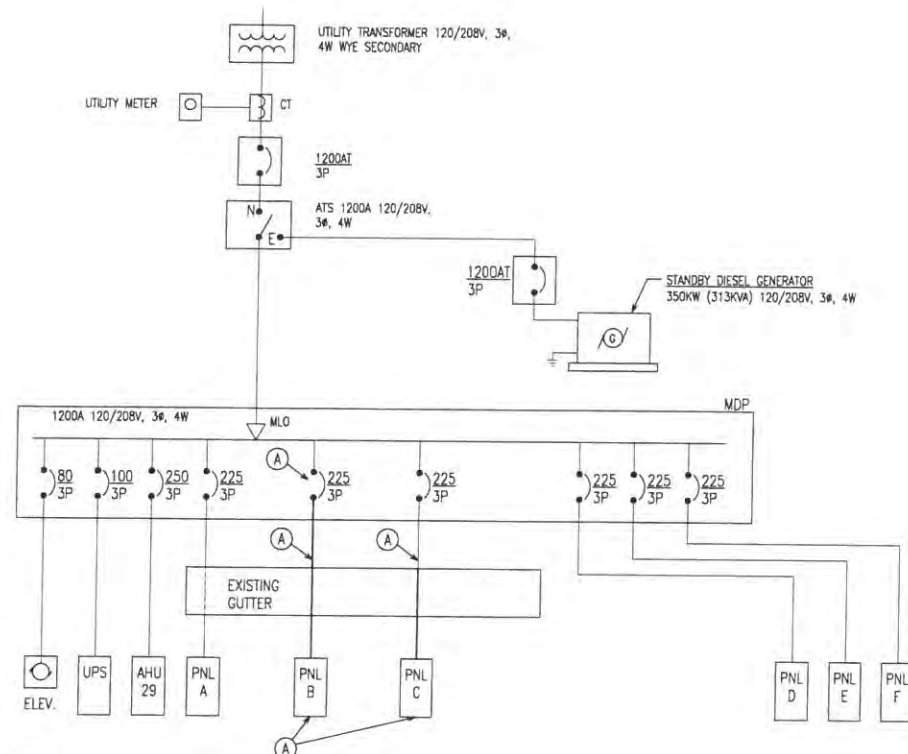 UTILITY TRANSFORMER 120/208V, 3ø,
4W WYE SECONDARY
UTILITY METER
CT
1200AT
3P
N
E
ATS 1200A 120/208V,
3ø, 4W
1200AT
3P
STANDBY DIESEL GENERATOR
350KW (313KVA) 120/208V, 3ø, 4W
G
MDP
1200A 120/208V, 3ø, 4W
MLO
A
80
3P
100
3P
250
3P
225
3P
225
3P
225
3P
225
3P
225
3P
225
3P
A
A
EXISTING
GUTTER
ELEV.
UPS
AHU
29
PNL
A
PNL
B
PNL
C
PNL
D
PNL
E
PNL
F
A